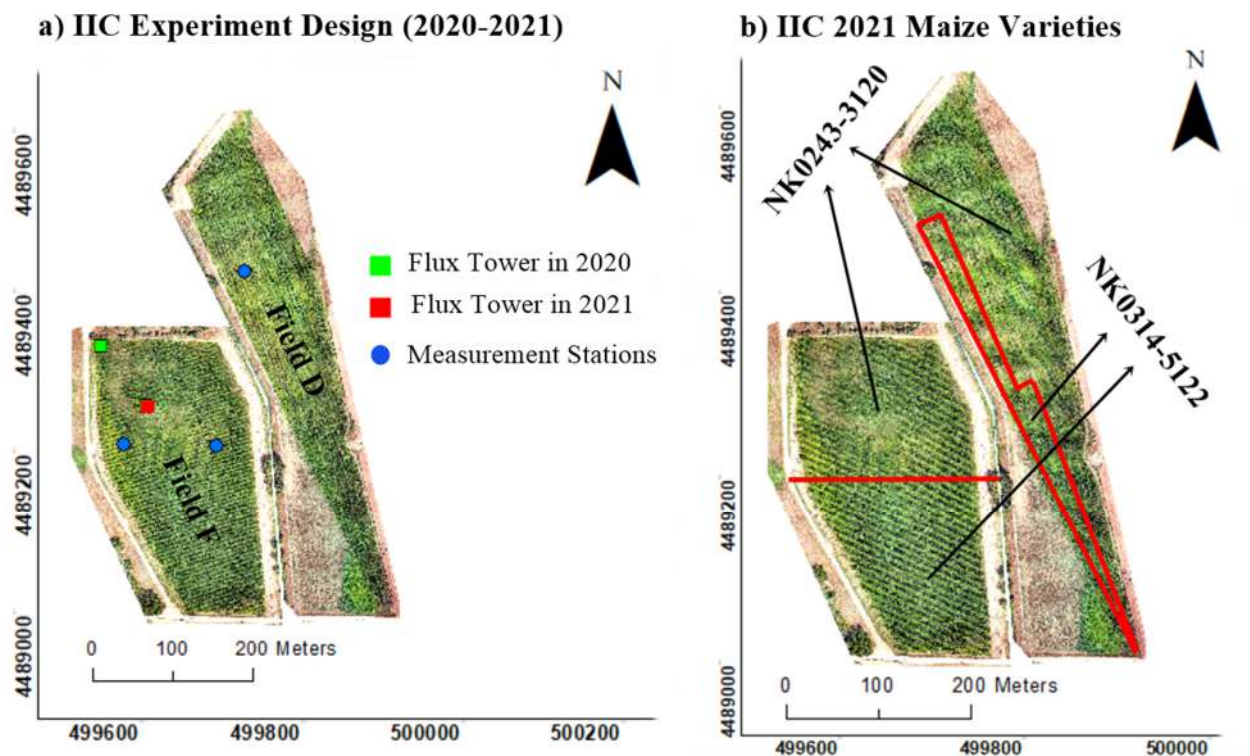 a) IIC Experiment Design (2020-2021)
N
4489600
4489400
4489200
4489000
Flux Tower in 2020
Flux Tower in 2021
Measurement Stations
Field D
Field F
0 100 200 Meters
499600 499800 500000 500200
b) IIC 2021 Maize Varieties
N
4489600
4489400
4489200
4489000
NK0243-3120
NK0314-5122
0 100 200 Meters
499600 499800 500000